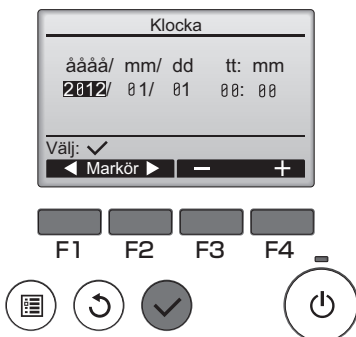 Klocka
åååå/ mm/ dd tt: mm
2012/ 01/ 01 00: 00
Välj: ✓
◀ Markör ▶ − +
F1 F2 F3 F4